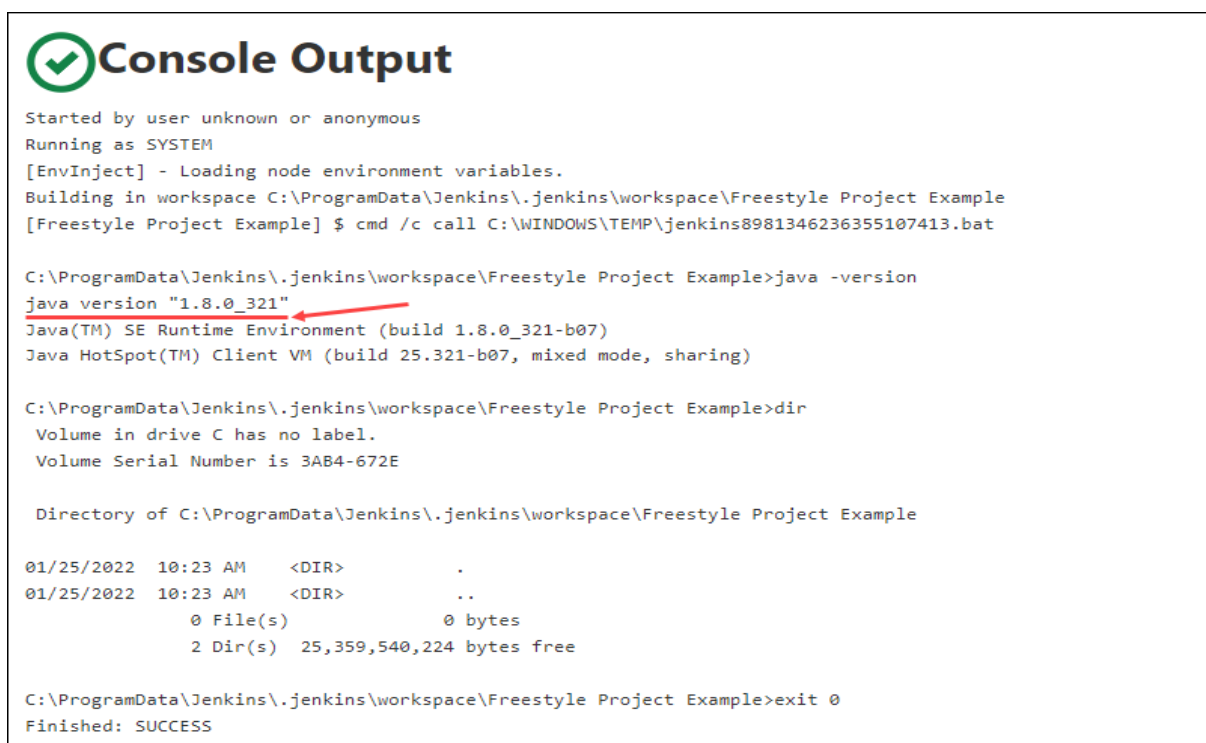 Console Output
Started by user unknown or anonymous
Running as SYSTEM
[EnvInject] - Loading node environment variables.
Building in workspace C:\ProgramData\Jenkins\.jenkins\workspace\Freestyle Project Example
[Freestyle Project Example] $ cmd /c call C:\WINDOWS\TEMP\jenkins8981346236355107413.bat
C:\ProgramData\Jenkins\.jenkins\workspace\Freestyle Project Example>java -version
java version "1.8.0_321"
Java(TM) SE Runtime Environment (build 1.8.0_321-b07)
Java HotSpot(TM) Client VM (build 25.321-b07, mixed mode, sharing)
C:\ProgramData\Jenkins\.jenkins\workspace\Freestyle Project Example>dir
Volume in drive C has no label.
Volume Serial Number is 3AB4-672E
Directory of C:\ProgramData\Jenkins\.jenkins\workspace\Freestyle Project Example
01/25/2022 10:23 AM <DIR> .
01/25/2022 10:23 AM <DIR> ..
0 File(s) 0 bytes
2 Dir(s) 25,359,540,224 bytes free
C:\ProgramData\Jenkins\.jenkins\workspace\Freestyle Project Example>exit 0
Finished: SUCCESS